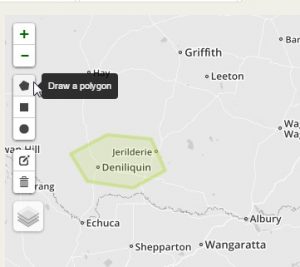 +
Griffith
−
Hay
Leeton
Draw a polygon
Jerilderie
Deniliquin
Echuca
Albury
Shepparton
Wangaratta